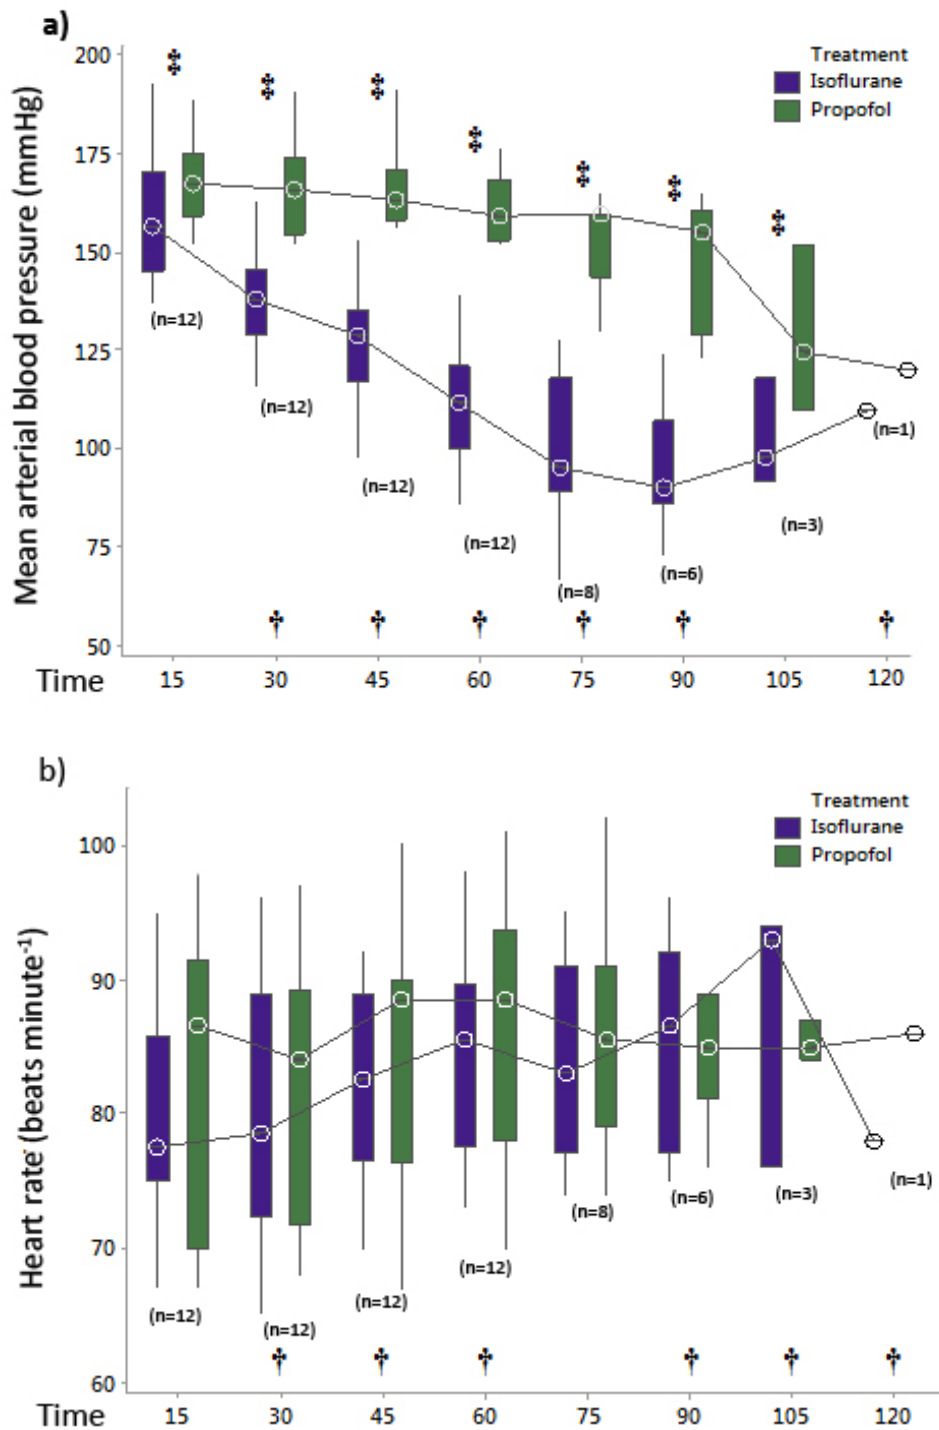 a)
Treatment
Isoflurane
Propofol
Mean arterial blood pressure (mmHg)
200
175
150
125
100
75
50
‡ ‡ ‡ ‡ ‡ ‡ ‡
(n=12)
(n=12)
(n=12)
(n=12)
(n=8)
(n=6)
(n=3)
(n=1)
† † † † † †
Time 15 30 45 60 75 90 105 120
b)
Treatment
Isoflurane
Propofol
Heart rate (beats minute-1)
100
90
80
70
60
(n=12)
(n=12)
(n=12)
(n=12)
(n=8)
(n=6)
(n=3)
(n=1)
† † † † † †
Time 15 30 45 60 75 90 105 120